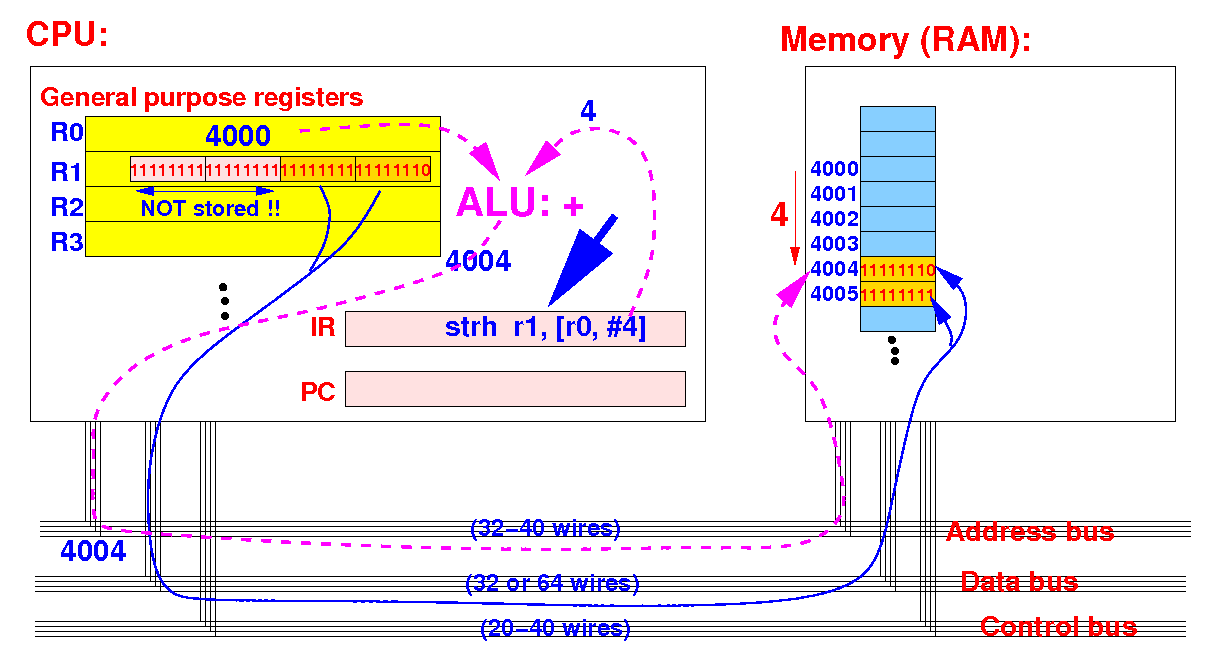 CPU:
Memory (RAM):
General purpose registers
4
R0
4000
R1
11111111 11111111 11111111 11111110
4000
4001
R2
NOT stored !!
ALU: +
4
4002
R3
4003
4004
4004 11111110
4005 11111111
IR
strh r1, [r0, #4]
PC
(32−40 wires)
Address bus
4004
(32 or 64 wires)
Data bus
(20−40 wires)
Control bus